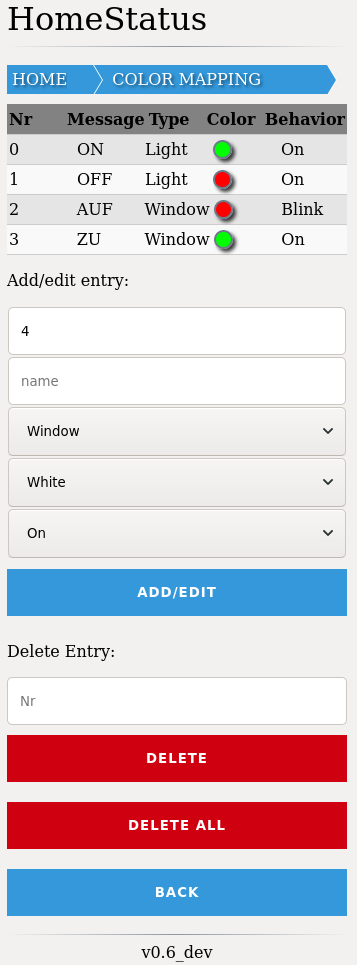 HomeStatus
HOME COLOR MAPPING
Nr Message Type Color Behavior
0 ON Light On
1 OFF Light On
2 AUF Window Blink
3 ZU Window On
Add/edit entry:
4
name
Window
White
On
ADD/EDIT
Delete Entry:
Nr
DELETE
DELETE ALL
BACK
v0.6_dev